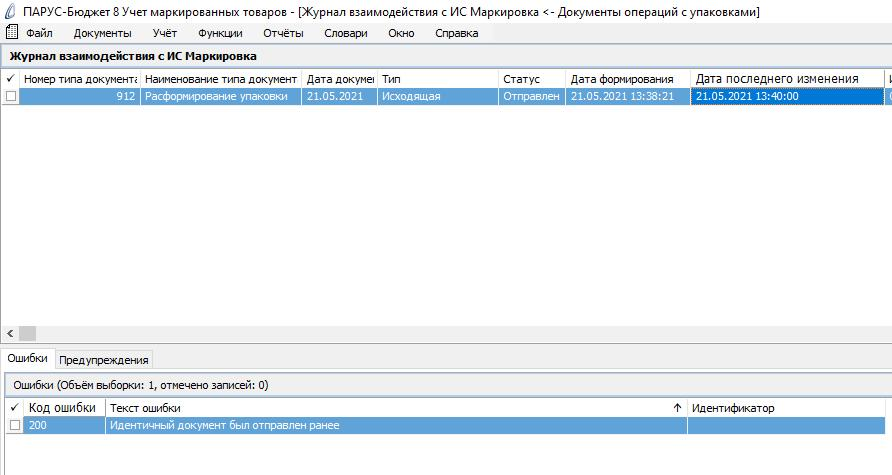 ПАРУС-Бюджет 8 Учет маркированных товаров - [Журнал взаимодействия с ИС Маркировка <- Документы операций с упаковками]
Файл Документы Учёт Функции Отчёты Словари Окно Справка
Журнал взаимодействия с ИС Маркировка
Номер типа документа Наименование типа документ Дата докумен Тип Статус Дата формирования Дата последнего изменения
912 Расформирование упаковки 21.05.2021 Исходящая Отправлен 21.05.2021 13:38:21 21.05.2021 13:40:00
Ошибки Предупреждения
Ошибки (Объём выборки: 1, отмечено записей: 0)
Код ошибки Текст ошибки Идентификатор
200 Идентичный документ был отправлен ранее